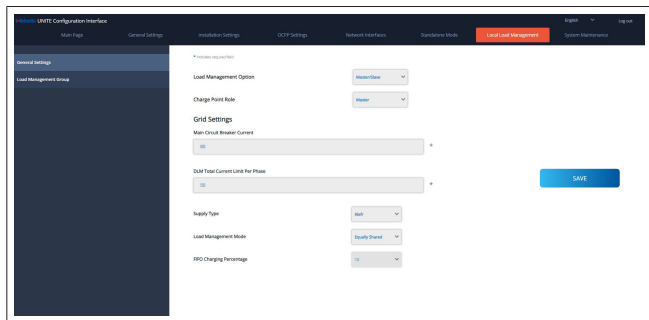 UNITE Configuration Interface
English
Log out
Main Page
General Settings
Installation Settings
OCPP Settings
Network Interfaces
Standalone Mode
Local Load Management
System Maintenance
General Settings
Load Management Group
Load Management Option
Master/Slave
Charge Point Role
Master
Grid Settings
Main Circuit Breaker Current
*
DLM Total Current Limit Per Phase
*
SAVE
Supply Type
Load Management Mode
Equally Shared
FIFO Charging Percentage